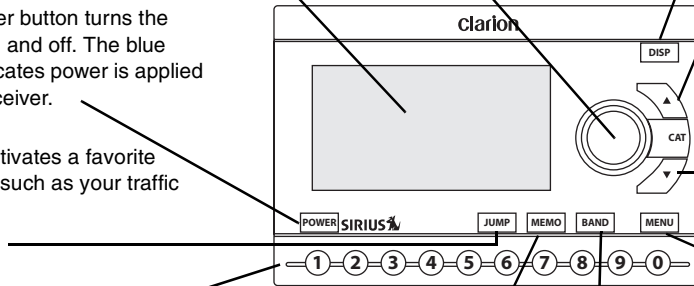 er button turns the
and off. The blue
cates power is applied
ceiver.
tivates a favorite
such as your traffic
Clarion
DISP
CAT
POWER SIRIUS JUMP MEMO BAND MENU
1 2 3 4 5 6 7 8 9 0